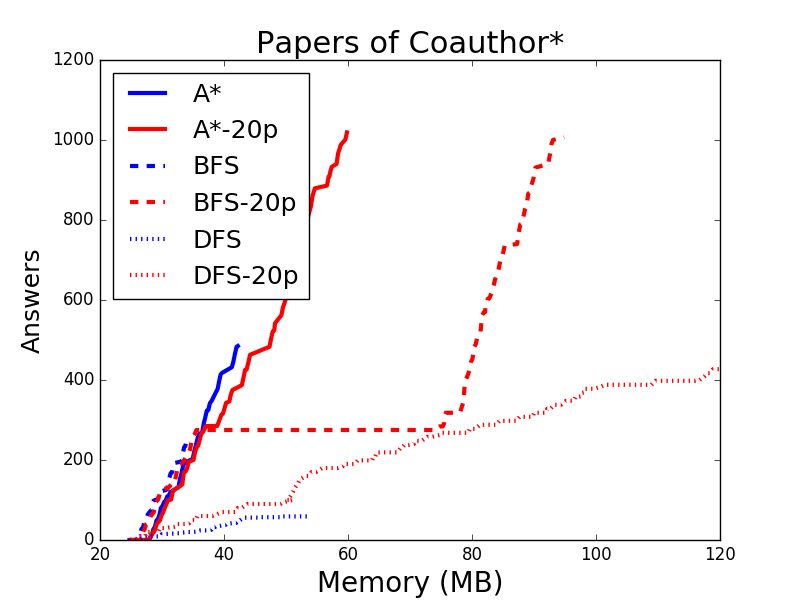 Papers of Coauthor*
1200
1000
800
600
400
200
0
Answers
A*
A*-20p
BFS
BFS-20p
DFS
DFS-20p
20 40 60 80 100 120
Memory (MB)